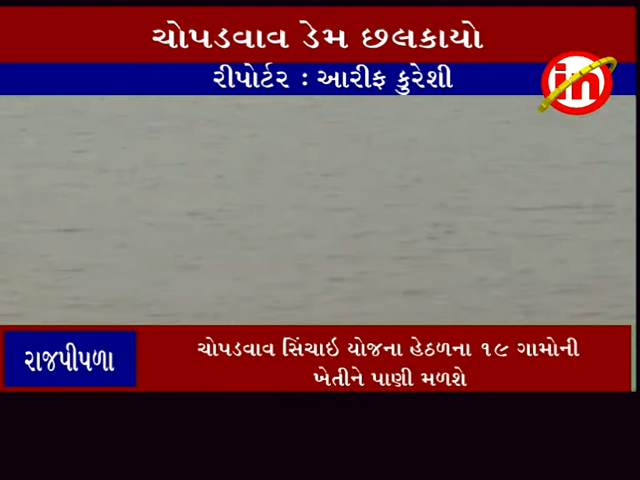 ચોપડવાવ ડેમ છલકાયો
રીપોર્ટર : આરીફ કુરેશી
in
રાજપીપળા
ચોપડવાવ સિંચાઇ યોજના હેઠળના ૧૯ ગામોની
ખેતીને પાણી મળશે